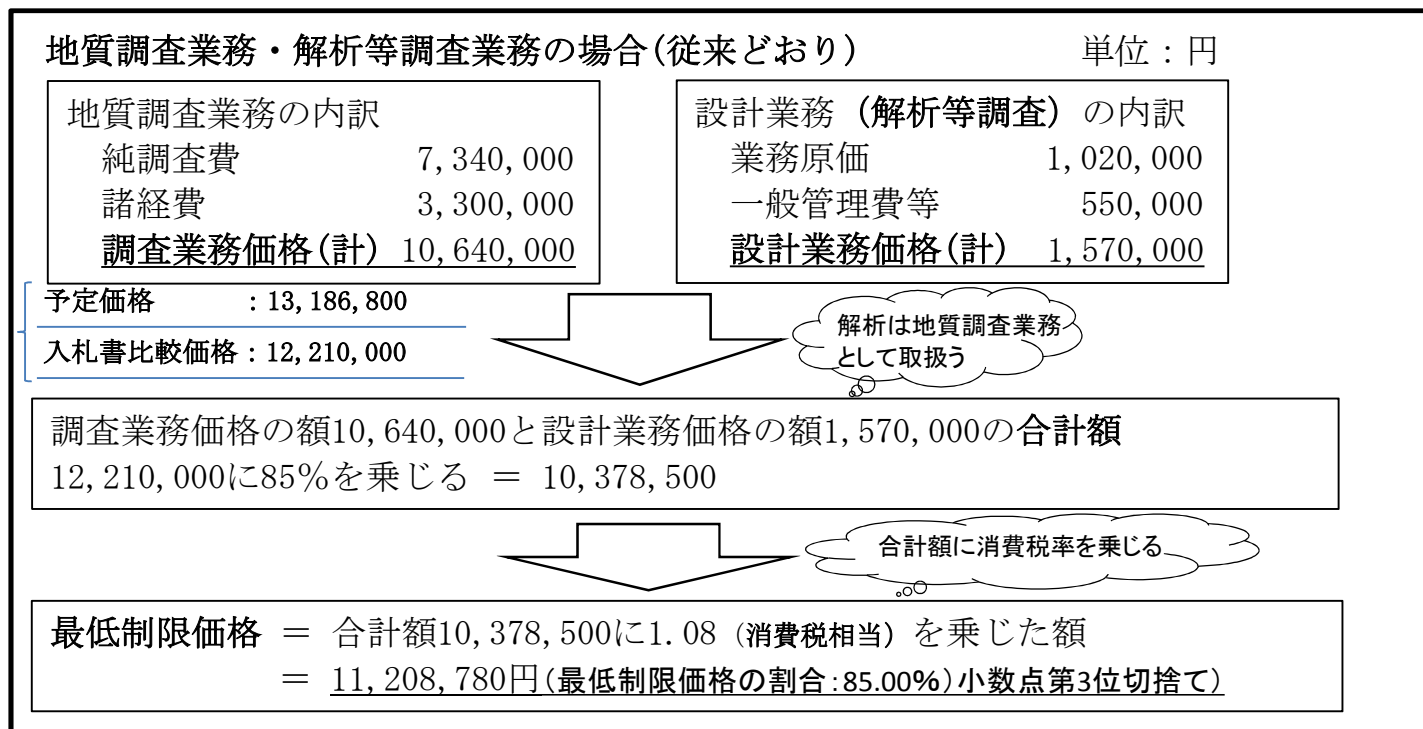 地質調査業務・解析等調査業務の場合(従来どおり) 単位：円
地質調査業務の内訳
純調査費 7,340,000
諸経費 3,300,000
調査業務価格(計) 10,640,000
設計業務（解析等調査）の内訳
業務原価 1,020,000
一般管理費等 550,000
設計業務価格(計) 1,570,000
予定価格 ：13,186,800
入札書比較価格：12,210,000
解析は地質調査業務
として取扱う
調査業務価格の額10,640,000と設計業務価格の額1,570,000の合計額
12,210,000に85％を乗じる ＝ 10,378,500
合計額に消費税率を乗じる
最低制限価格 ＝ 合計額10,378,500に1.08（消費税相当）を乗じた額
＝ 11,208,780円(最低制限価格の割合：85.00%)小数点第3位切捨て)